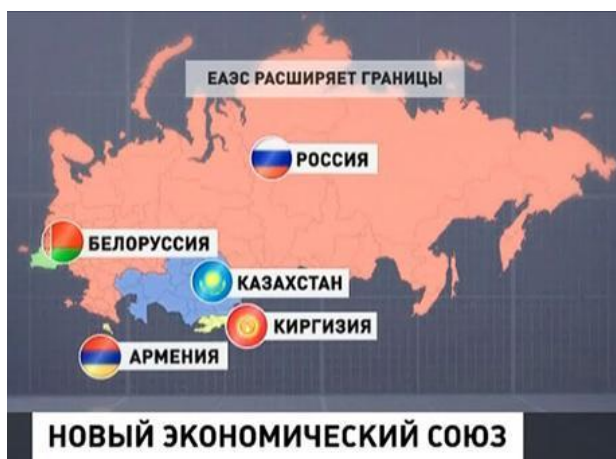 ЕАЭС РАСШИРЯЕТ ГРАНИЦЫ
РОССИЯ
БЕЛОРУССИЯ
КАЗАХСТАН
КИРГИЗИЯ
АРМЕНИЯ
НОВЫЙ ЭКОНОМИЧЕСКИЙ СОЮЗ